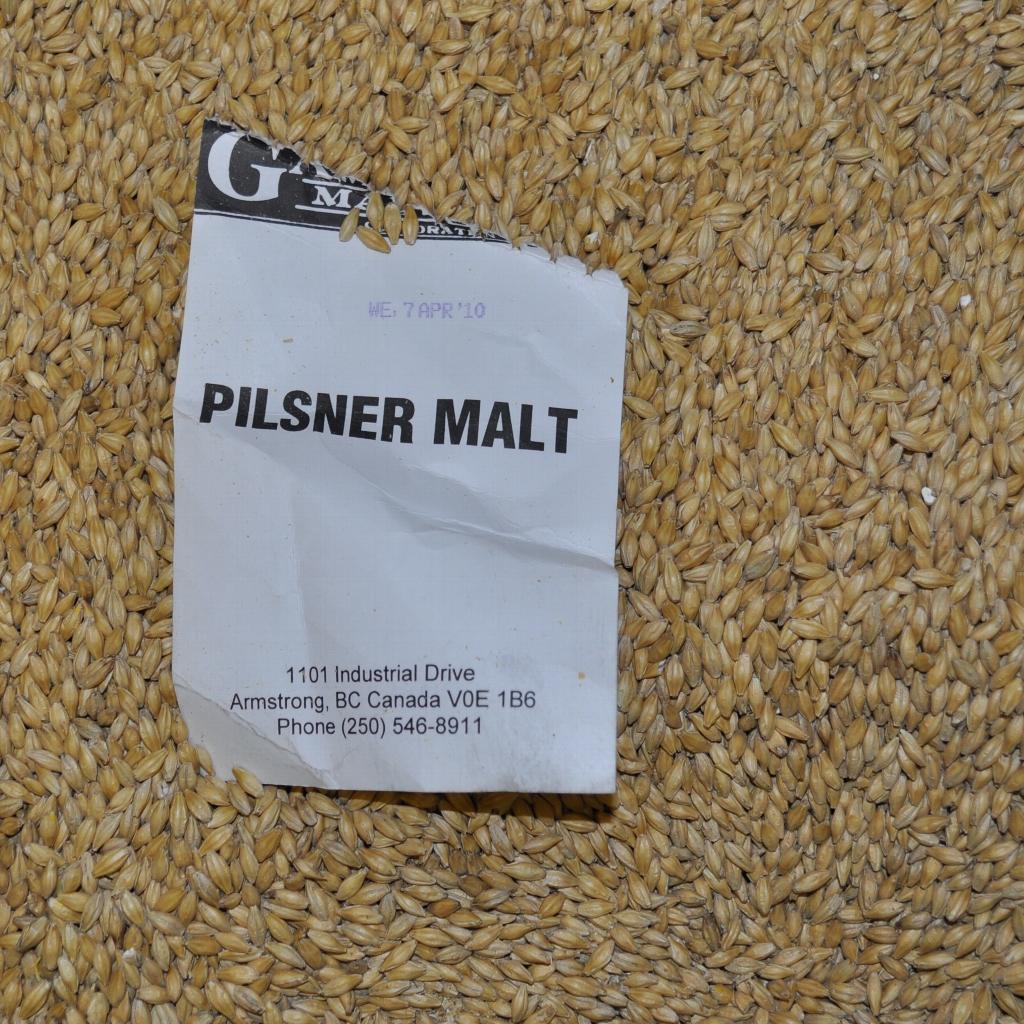 WE, 7 APR '10
PILSNER MALT
1101 Industrial Drive
Armstrong, BC Canada V0E 1B6
Phone (250) 546-8911